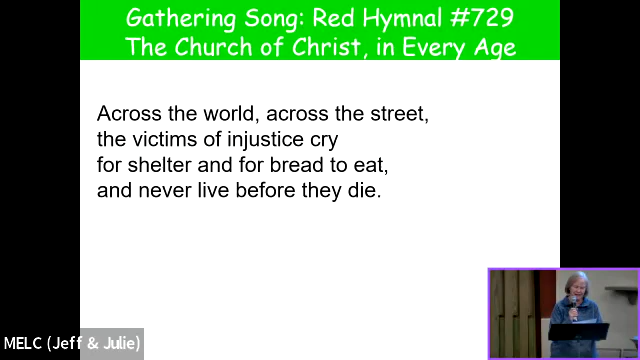 Gathering Song: Red Hymnal #729
The Church of Christ, in Every Age
Across the world, across the street,
the victims of injustice cry
for shelter and for bread to eat,
and never live before they die.
MELC (Jeff & Julie)